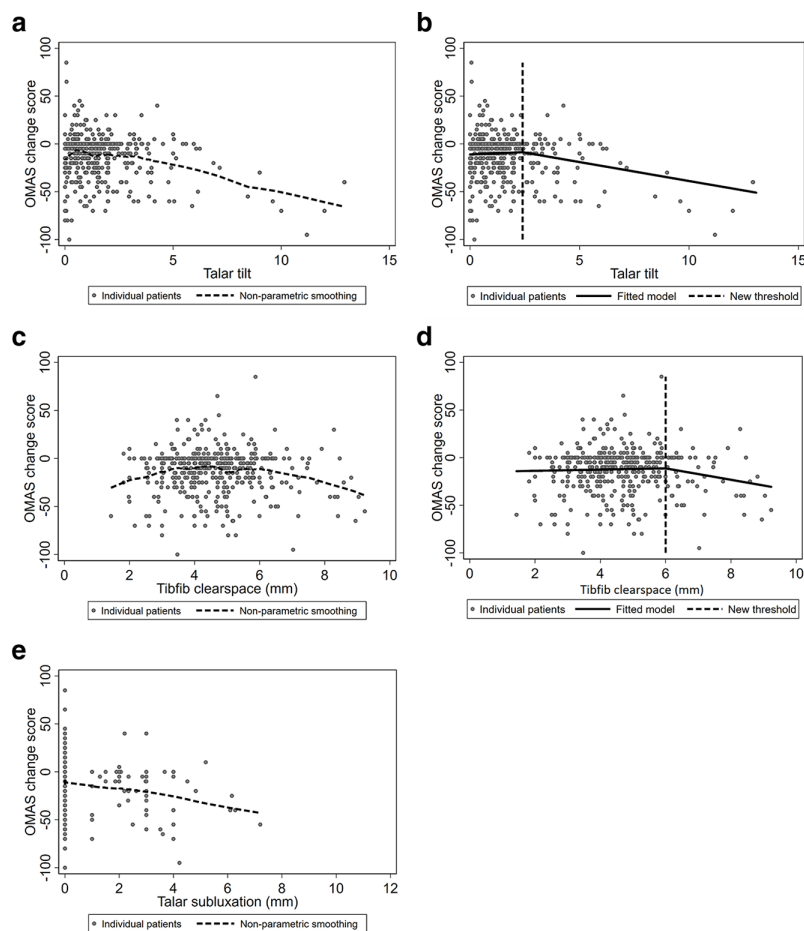 a
100
50
0
-50
-100
OMAS change score
0 5 10 15
Talar tilt
Individual patients Non-parametric smoothing
b
100
50
0
-50
-100
OMAS change score
0 5 10 15
Talar tilt
Individual patients Fitted model New threshold
c
100
50
0
-50
-100
OMAS change score
0 2 4 6 8 10
Tibfib clearspace (mm)
Individual patients Non-parametric smoothing
d
100
50
0
-50
-100
OMAS change score
0 2 4 6 8 10
Tibfib clearspace (mm)
Individual patients Fitted model New threshold
e
100
50
0
-50
-100
OMAS change score
0 2 4 6 8 10 12
Talar subluxation (mm)
Individual patients Non-parametric smoothing